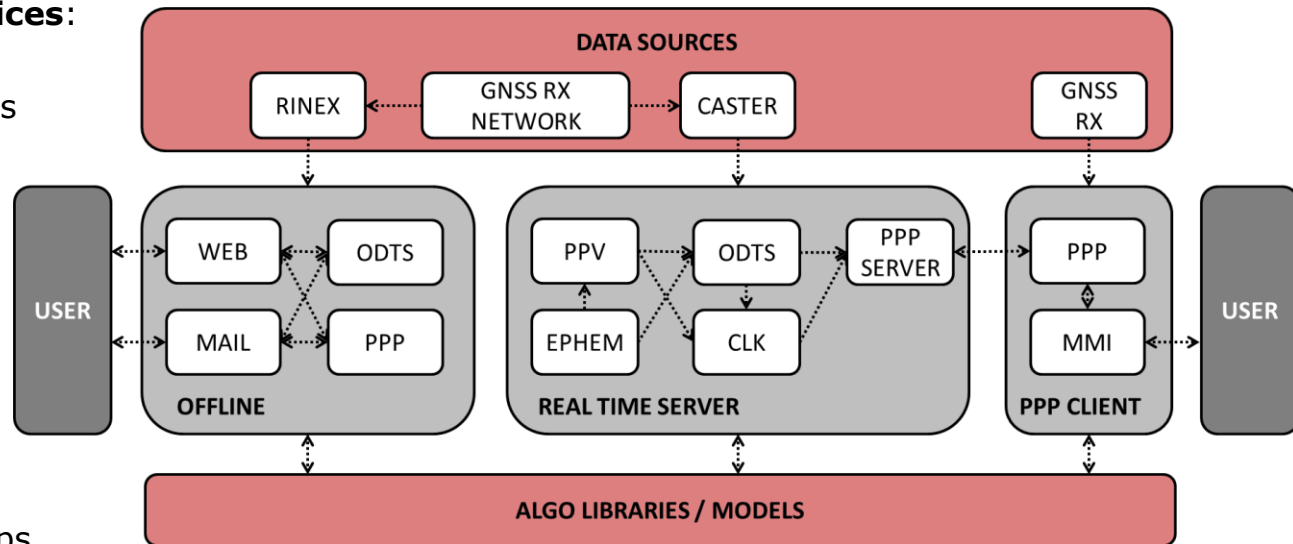 ices:
s
DATA SOURCES
RINEX
GNSS RX
NETWORK
CASTER
GNSS
RX
USER
WEB
ODTS
MAIL
PPP
OFFLINE
PPV
ODTS
PPP
SERVER
EPHEM
CLK
REAL TIME SERVER
PPP
MMI
PPP CLIENT
USER
ALGO LIBRARIES / MODELS
ns